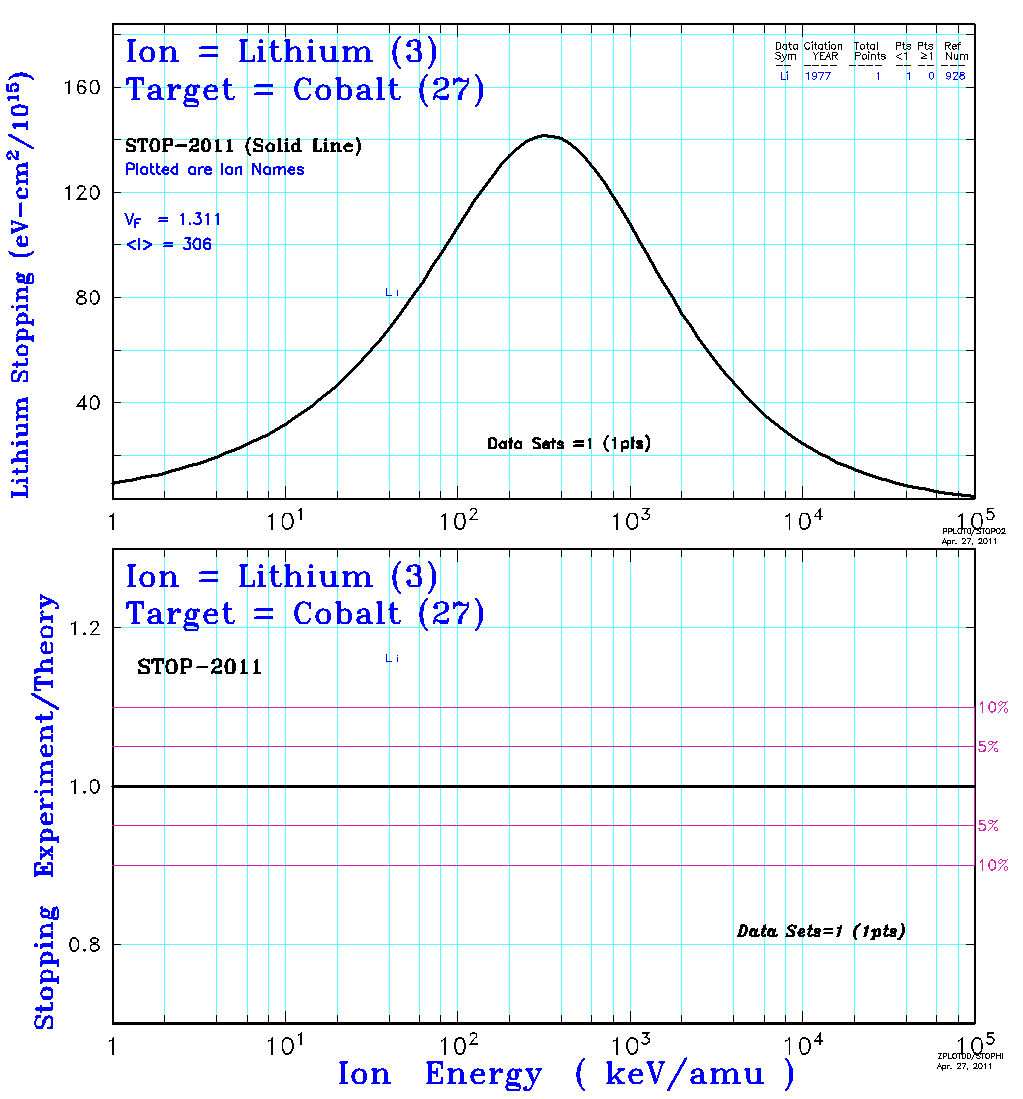 Ion = Lithium (3)
Target = Cobalt (27)
STOP-2011 (Solid Line)
Plotted are Ion Names
V_F = 1.311
<I> = 306
Data Citation Total Pts Pts Ref
Sym YEAR Points <1 ≥1 Num
Li 1977 1 1 0 928
Lithium Stopping (eV-cm²/10¹⁵)
160
120
80
40
Li
Data Sets =1 (1pts)
1 10¹ 10² 10³ 10⁴ 10⁵
PPLOT0/STOP02
Apr. 27, 2011
Ion = Lithium (3)
Target = Cobalt (27)
STOP-2011
Li
Stopping Experiment/Theory
1.2
1.0
0.8
10%
5%
5%
10%
Data Sets=1 (1pts)
1 10¹ 10² 10³ 10⁴ 10⁵
ZPLOT0D/STOPHI
Apr. 27, 2011
Ion Energy ( keV/amu )